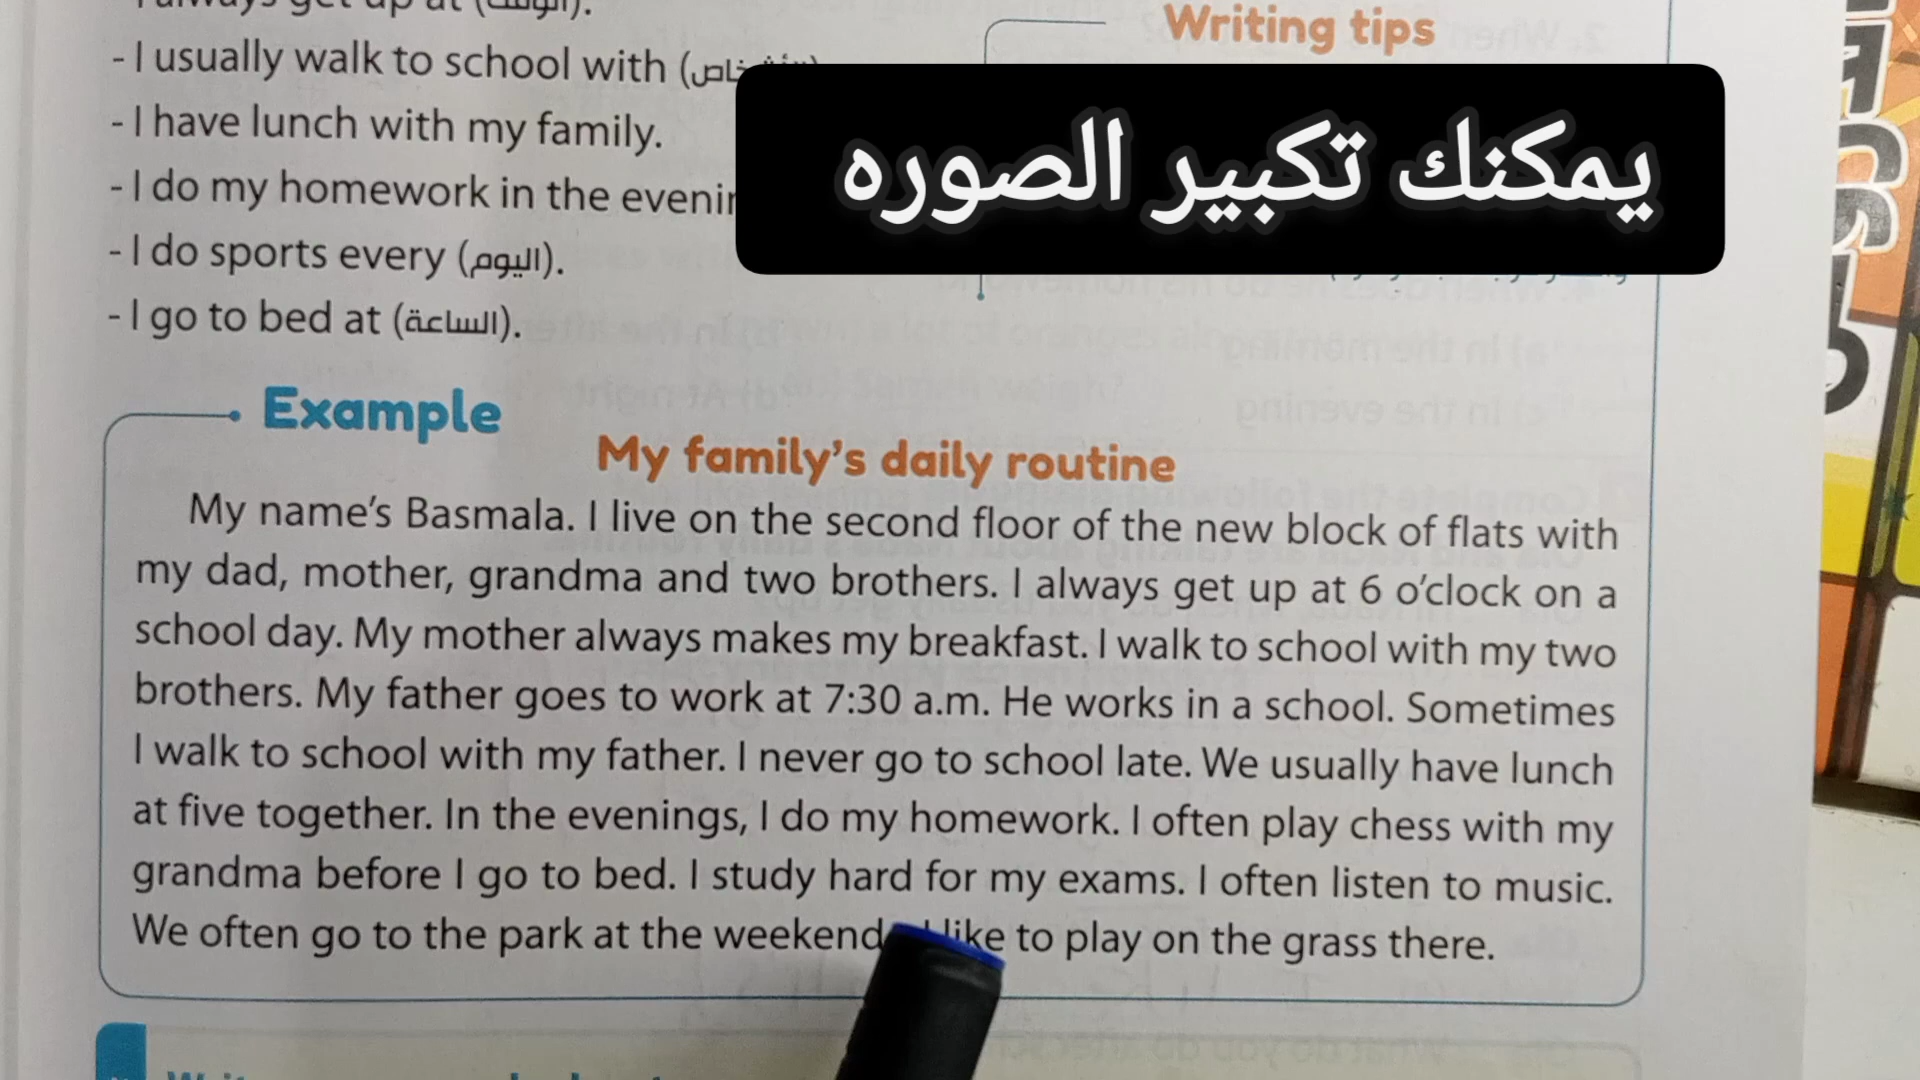 I always get up at (الوقت).
- I usually walk to school with
- I have lunch with my family.
- I do my homework in the
- I do sports every (اليوم).
- I go to bed at (الساعة).
Writing tips
يمكنك تكبير الصوره
Example
My family's daily routine
My name's Basmala. I live on the second floor of the new block of flats with
my dad, mother, grandma and two brothers. I always get up at 6 o'clock on a
school day. My mother always makes my breakfast. I walk to school with my two
brothers. My father goes to work at 7:30 a.m. He works in a school. Sometimes
I walk to school with my father. I never go to school late. We usually have lunch
at five together. In the evenings, I do my homework. I often play chess with my
grandma before I go to bed. I study hard for my exams. I often listen to music.
We often go to the park at the weekend I like to play on the grass there.